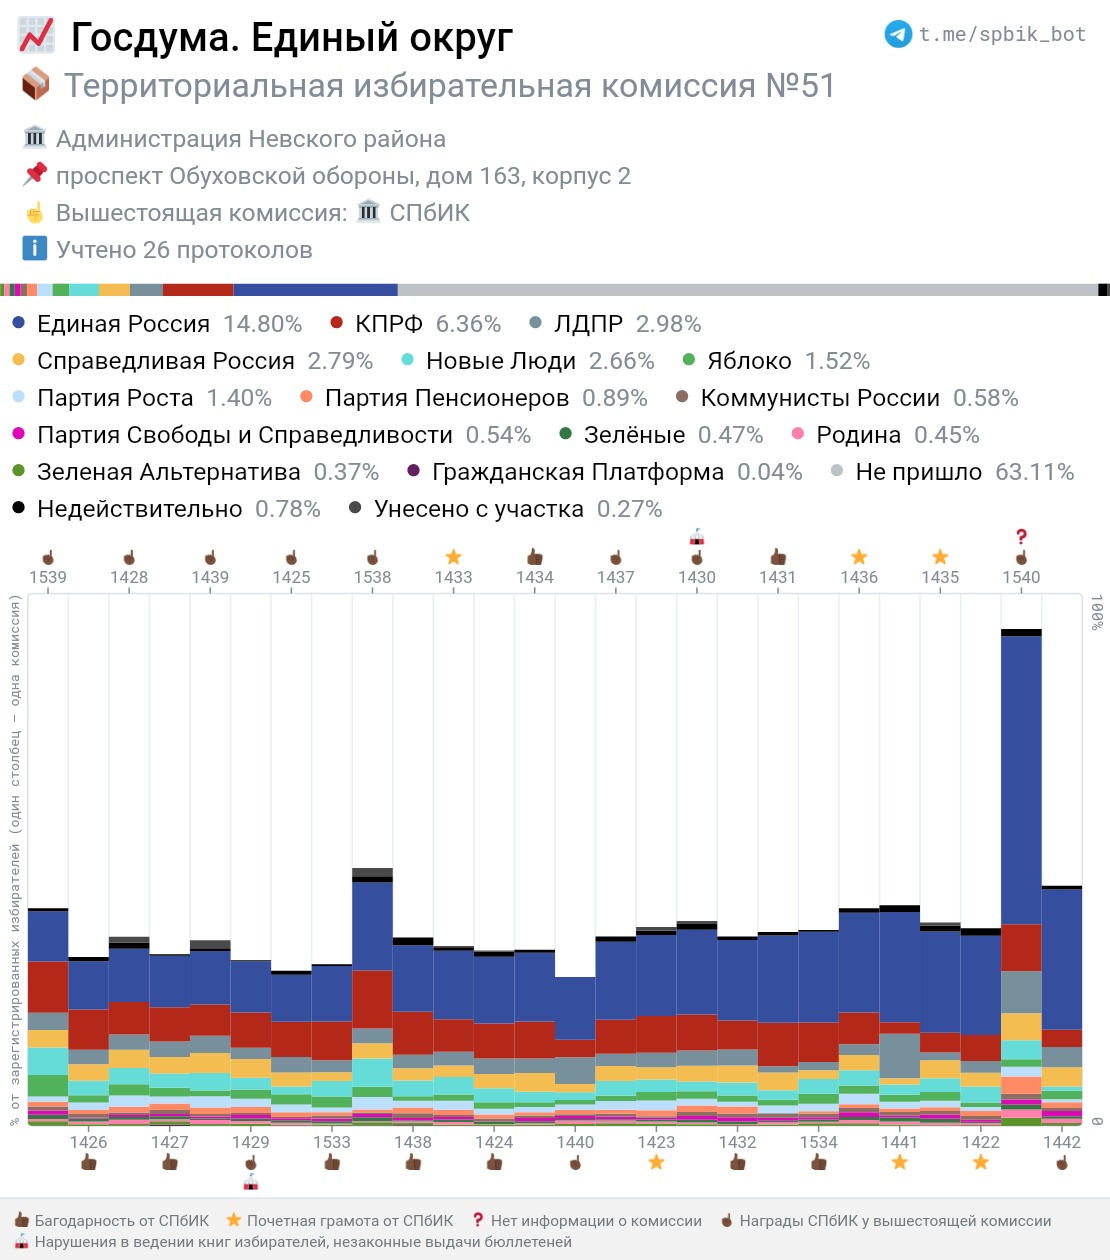 Госдума. Единый округ
t.me/spbik_bot
Территориальная избирательная комиссия №51
Администрация Невского района
проспект Обуховской обороны, дом 163, корпус 2
Вышестоящая комиссия: СПбИК
Учтено 26 протоколов
Единая Россия 14.80% КПРФ 6.36% ЛДПР 2.98%
Справедливая Россия 2.79% Новые Люди 2.66% Яблоко 1.52%
Партия Роста 1.40% Партия Пенсионеров 0.89% Коммунисты России 0.58%
Партия Свободы и Справедливости 0.54% Зелёные 0.47% Родина 0.45%
Зеленая Альтернатива 0.37% Гражданская Платформа 0.04% Не пришло 63.11%
Недействительно 0.78% Унесено с участка 0.27%
1539 1428 1439 1425 1538 1433 1434 1437 1430 1431 1436 1435 1540
% от зарегистрированных избирателей (один столбец — одна комиссия)
100%
0
1426 1427 1429 1533 1438 1424 1440 1423 1432 1534 1441 1422 1442
Багодарность от СПбИК Почетная грамота от СПбИК Нет информации о комиссии Награды СПбИК у вышестоящей комиссии
Нарушения в ведении книг избирателей, незаконные выдачи бюллетеней